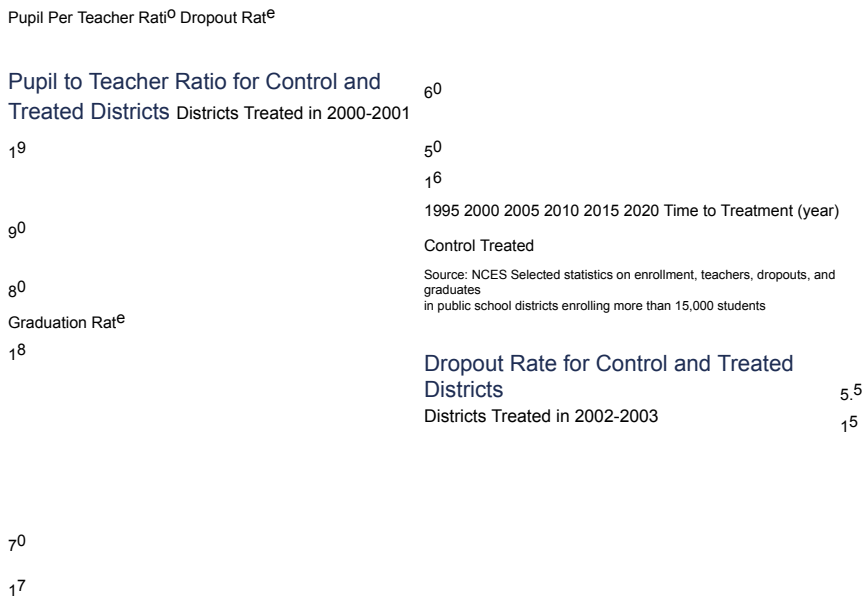 Pupil Per Teacher Ratio Dropout Rate
Pupil to Teacher Ratio for Control and
Treated Districts Districts Treated in 2000-2001
19
90
80
Graduation Rate
18
70
17
60
50
16
1995 2000 2005 2010 2015 2020 Time to Treatment (year)
Control Treated
Source: NCES Selected statistics on enrollment, teachers, dropouts, and
graduates
in public school districts enrolling more than 15,000 students
Dropout Rate for Control and Treated
Districts
Districts Treated in 2002-2003
5.5
15